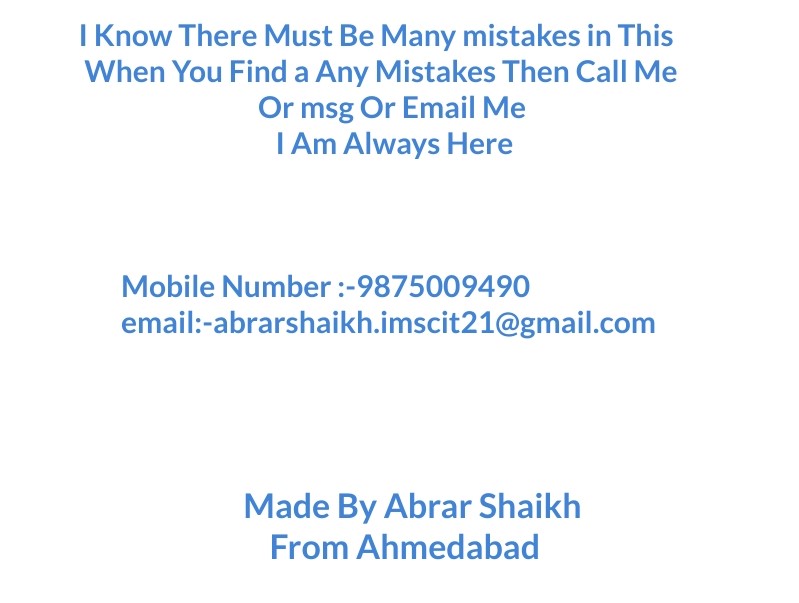 I Know There Must Be Many mistakes in This
When You Find a Any Mistakes Then Call Me
Or msg Or Email Me
I Am Always Here
Mobile Number :-9875009490
email:-abrarshaikh.imscit21@gmail.com
Made By Abrar Shaikh
From Ahmedabad